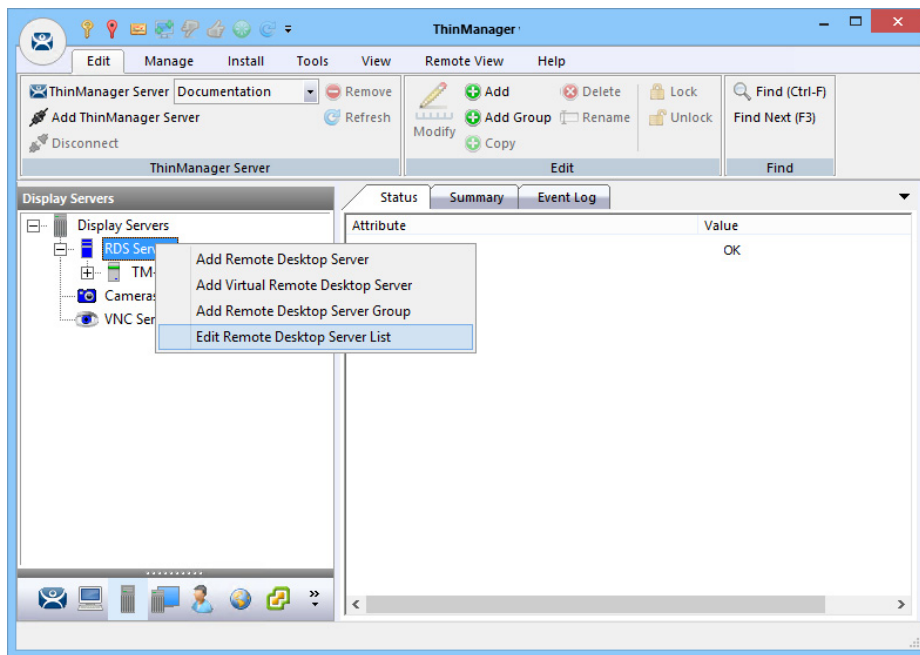 ThinManager
Edit Manage Install Tools View Remote View Help
ThinManager Server Documentation Remove
Add ThinManager Server Refresh
Disconnect
ThinManager Server
Modify
Add Delete Lock
Add Group Rename Unlock
Copy
Edit
Find (Ctrl-F)
Find Next (F3)
Find
Display Servers
Display Servers
RDS
TM-
Cameras
VNC
Add Remote Desktop Server
Add Virtual Remote Desktop Server
Add Remote Desktop Server Group
Edit Remote Desktop Server List
Status Summary Event Log
Attribute Value
OK